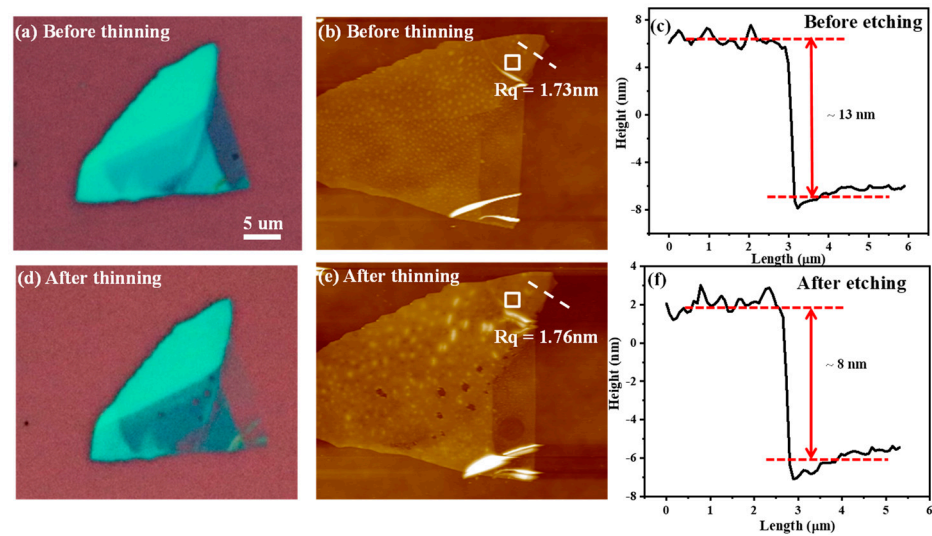 (a) Before thinning
5 um
(b) Before thinning
Rq = 1.73nm
(c)
Before etching
~ 13 nm
Height (nm)
8
4
0
-4
-8
0 1 2 3 4 5 6
Length (μm)
(d) After thinning
(e) After thinning
Rq = 1.76nm
(f)
After etching
~ 8 nm
Height (nm)
4
2
0
-2
-4
-6
-8
0 1 2 3 4 5 6
Length (μm)